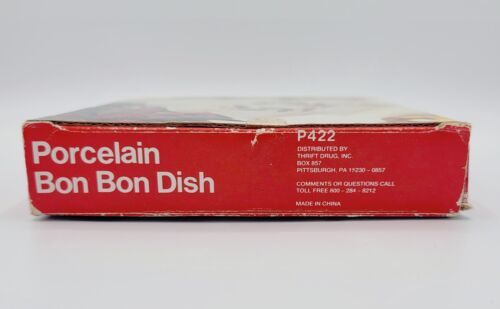 Porcelain
Bon Bon Dish
P422
DISTRIBUTED BY
THRIFT DRUG, INC.
BOX 857
PITTSBURGH, PA 15230-0857
COMMENTS OR QUESTIONS CALL
TOLL FREE 800-284-8212
MADE IN CHINA